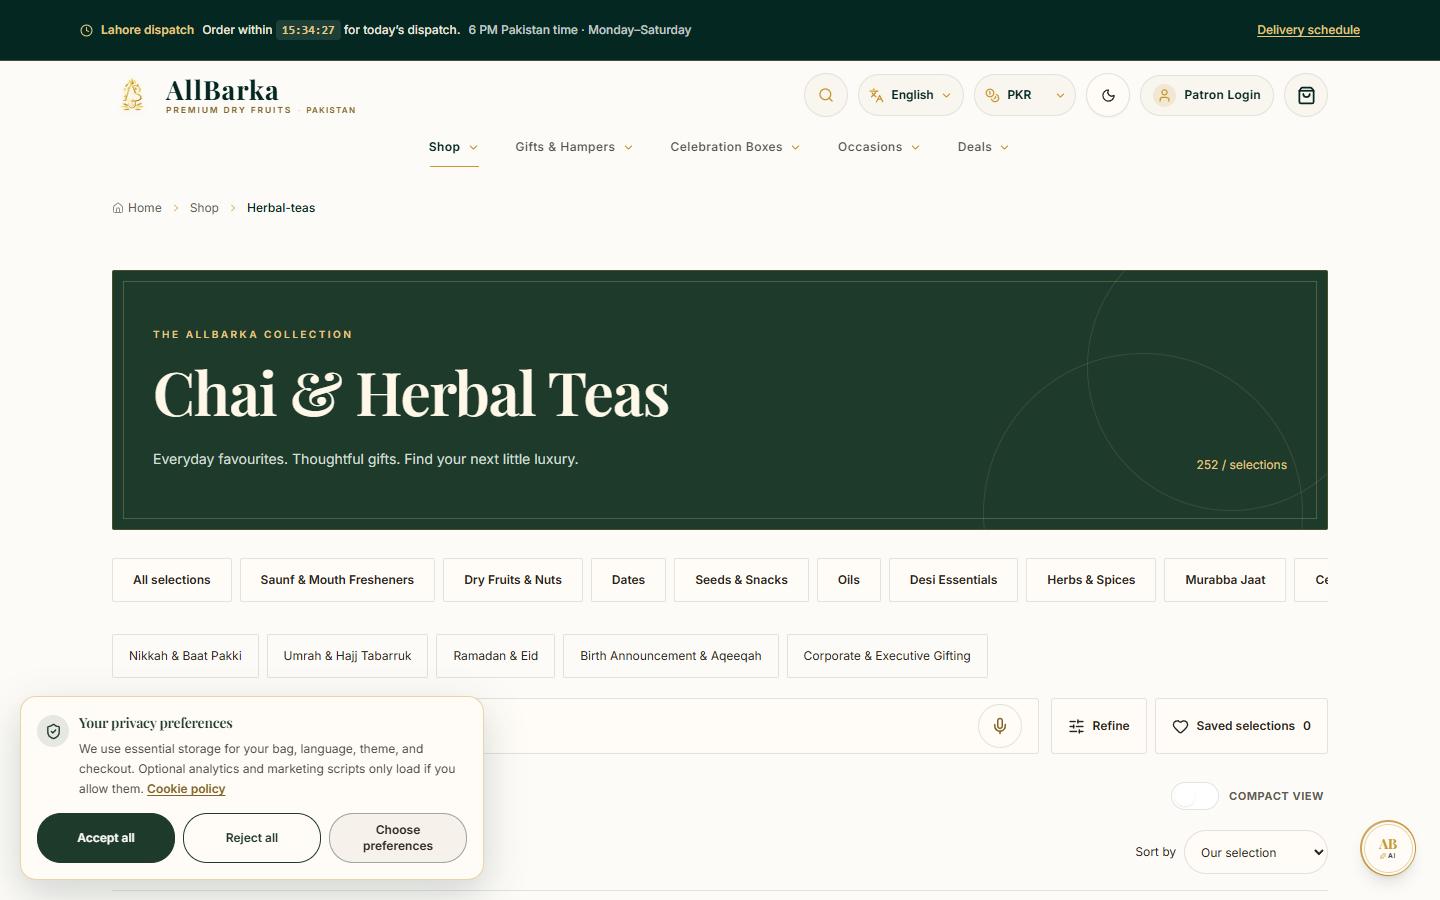 Lahore dispatch Order within 15:34:27 for today’s dispatch. 6 PM Pakistan time · Monday–Saturday Delivery schedule
AllBarka
PREMIUM DRY FRUITS · PAKISTAN
English PKR Patron Login
Shop Gifts & Hampers Celebration Boxes Occasions Deals
Home Shop Herbal-teas
THE ALLBARKA COLLECTION
Chai & Herbal Teas
Everyday favourites. Thoughtful gifts. Find your next little luxury.
252 / selections
All selections Saunf & Mouth Fresheners Dry Fruits & Nuts Dates Seeds & Snacks Oils Desi Essentials Herbs & Spices Murabba Jaat
Nikkah & Baat Pakki Umrah & Hajj Tabarruk Ramadan & Eid Birth Announcement & Aqeeqah Corporate & Executive Gifting
Refine Saved selections 0
Your privacy preferences
We use essential storage for your bag, language, theme, and
checkout. Optional analytics and marketing scripts only load if you
allow them. Cookie policy
Accept all Reject all Choose
preferences
COMPACT VIEW
Sort by Our selection
AB
AI